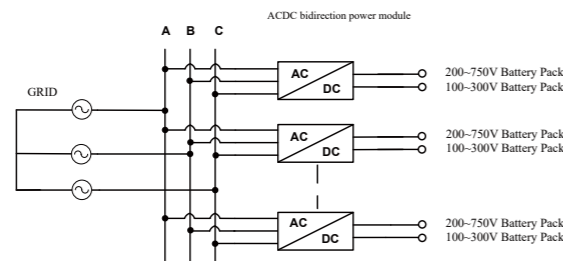 ACDC bidirection power module
A B C
GRID
AC
DC
200~750V Battery Pack
100~300V Battery Pack
AC
DC
200~750V Battery Pack
100~300V Battery Pack
AC
DC
200~750V Battery Pack
100~300V Battery Pack